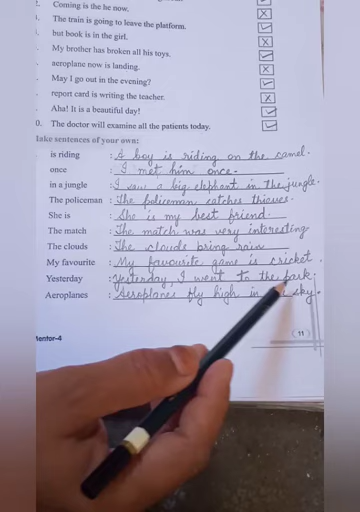 2. Coming is the he now. ☒
The train is going to leave the platform. ☑
but book is in the girl. ☒
My brother has broken all his toys. ☑
aeroplane now is landing. ☒
May I go out in the evening? ☑
report card is writing the teacher. ☒
Aha! It is a beautiful day! ☑
0. The doctor will examine all the patients today. ☑
Make sentences of your own:
is riding : A boy is riding on the camel.
once : I met him once.
in a jungle : I saw a big elephant in the jungle.
The policeman : The policeman catches thieves.
She is : She is my best friend.
The match : The match was very interesting.
The clouds : The clouds bring rain
My favourite : My favourite game is cricket.
Yesterday : Yesterday, I went to the park.
Aeroplanes : Aeroplanes fly high in sky.
Mentor-4
11